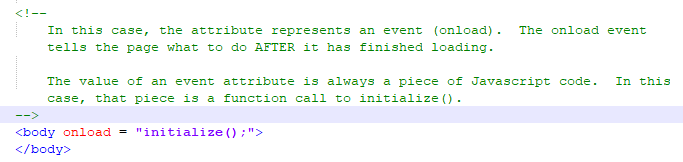 <!--
In this case, the attribute represents an event (onload).  The onload event
tells the page what to do AFTER it has finished loading.
The value of an event attribute is always a piece of Javascript code.  In this
case, that piece is a function call to initialize().
-->
<body onload = "initialize();">
</body>